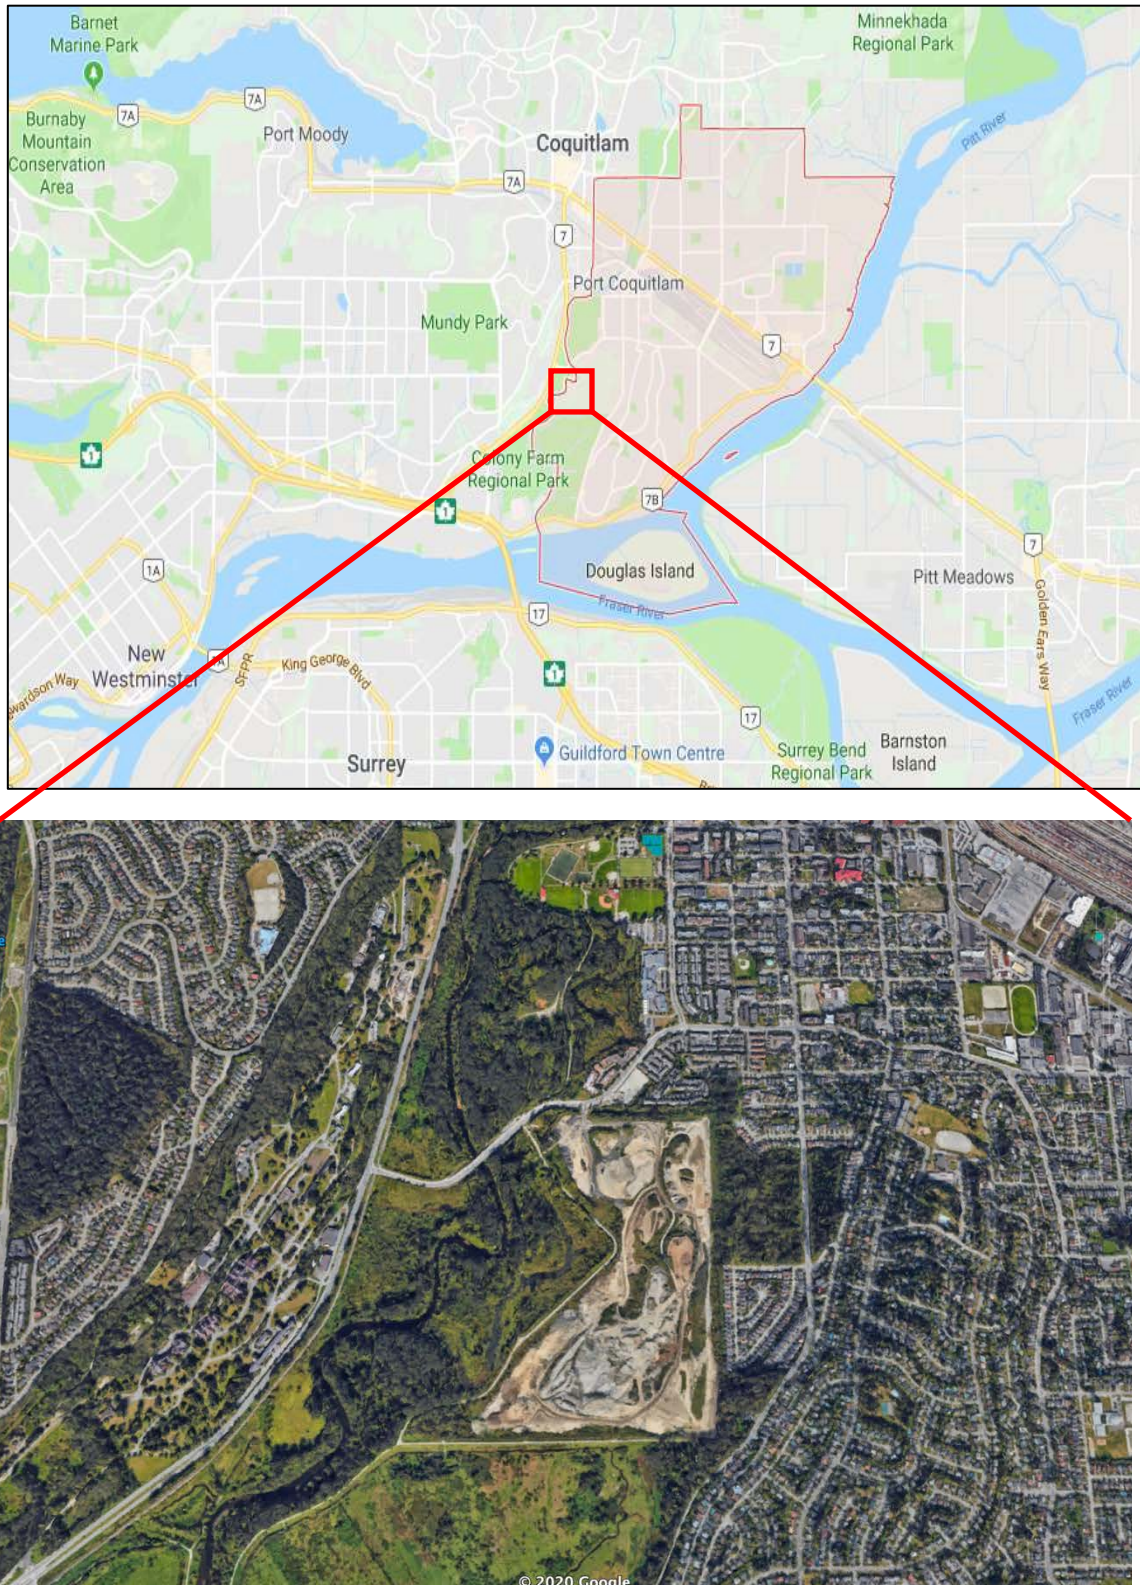 Barnet
Marine Park
Minnekhada
Regional Park
7A
7A
Burnaby
Mountain
Conservation
Area
Port Moody
Coquitlam
Pitt River
7A
7
Port Coquitlam
Mundy Park
7
1
Colony Farm
Regional Park
7B
1
7
1A
Douglas Island
Pitt Meadows
Fraser River
17
Golden Ears Way
New
Westminster
SFPR
King George Blvd
1
Fraser River
17
Surrey
Guildford Town Centre
Surrey Bend
Regional Park
Barnston
Island
© 2020 Google